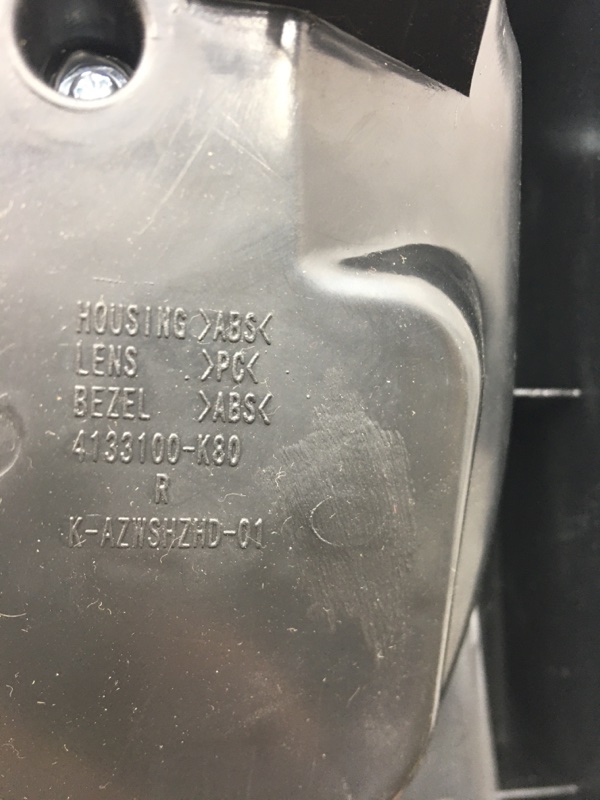 HOUSING >ABS<
LENS >PC<
BEZEL >ABS<
4133100-K80
R
K-AZWSHZHD-01